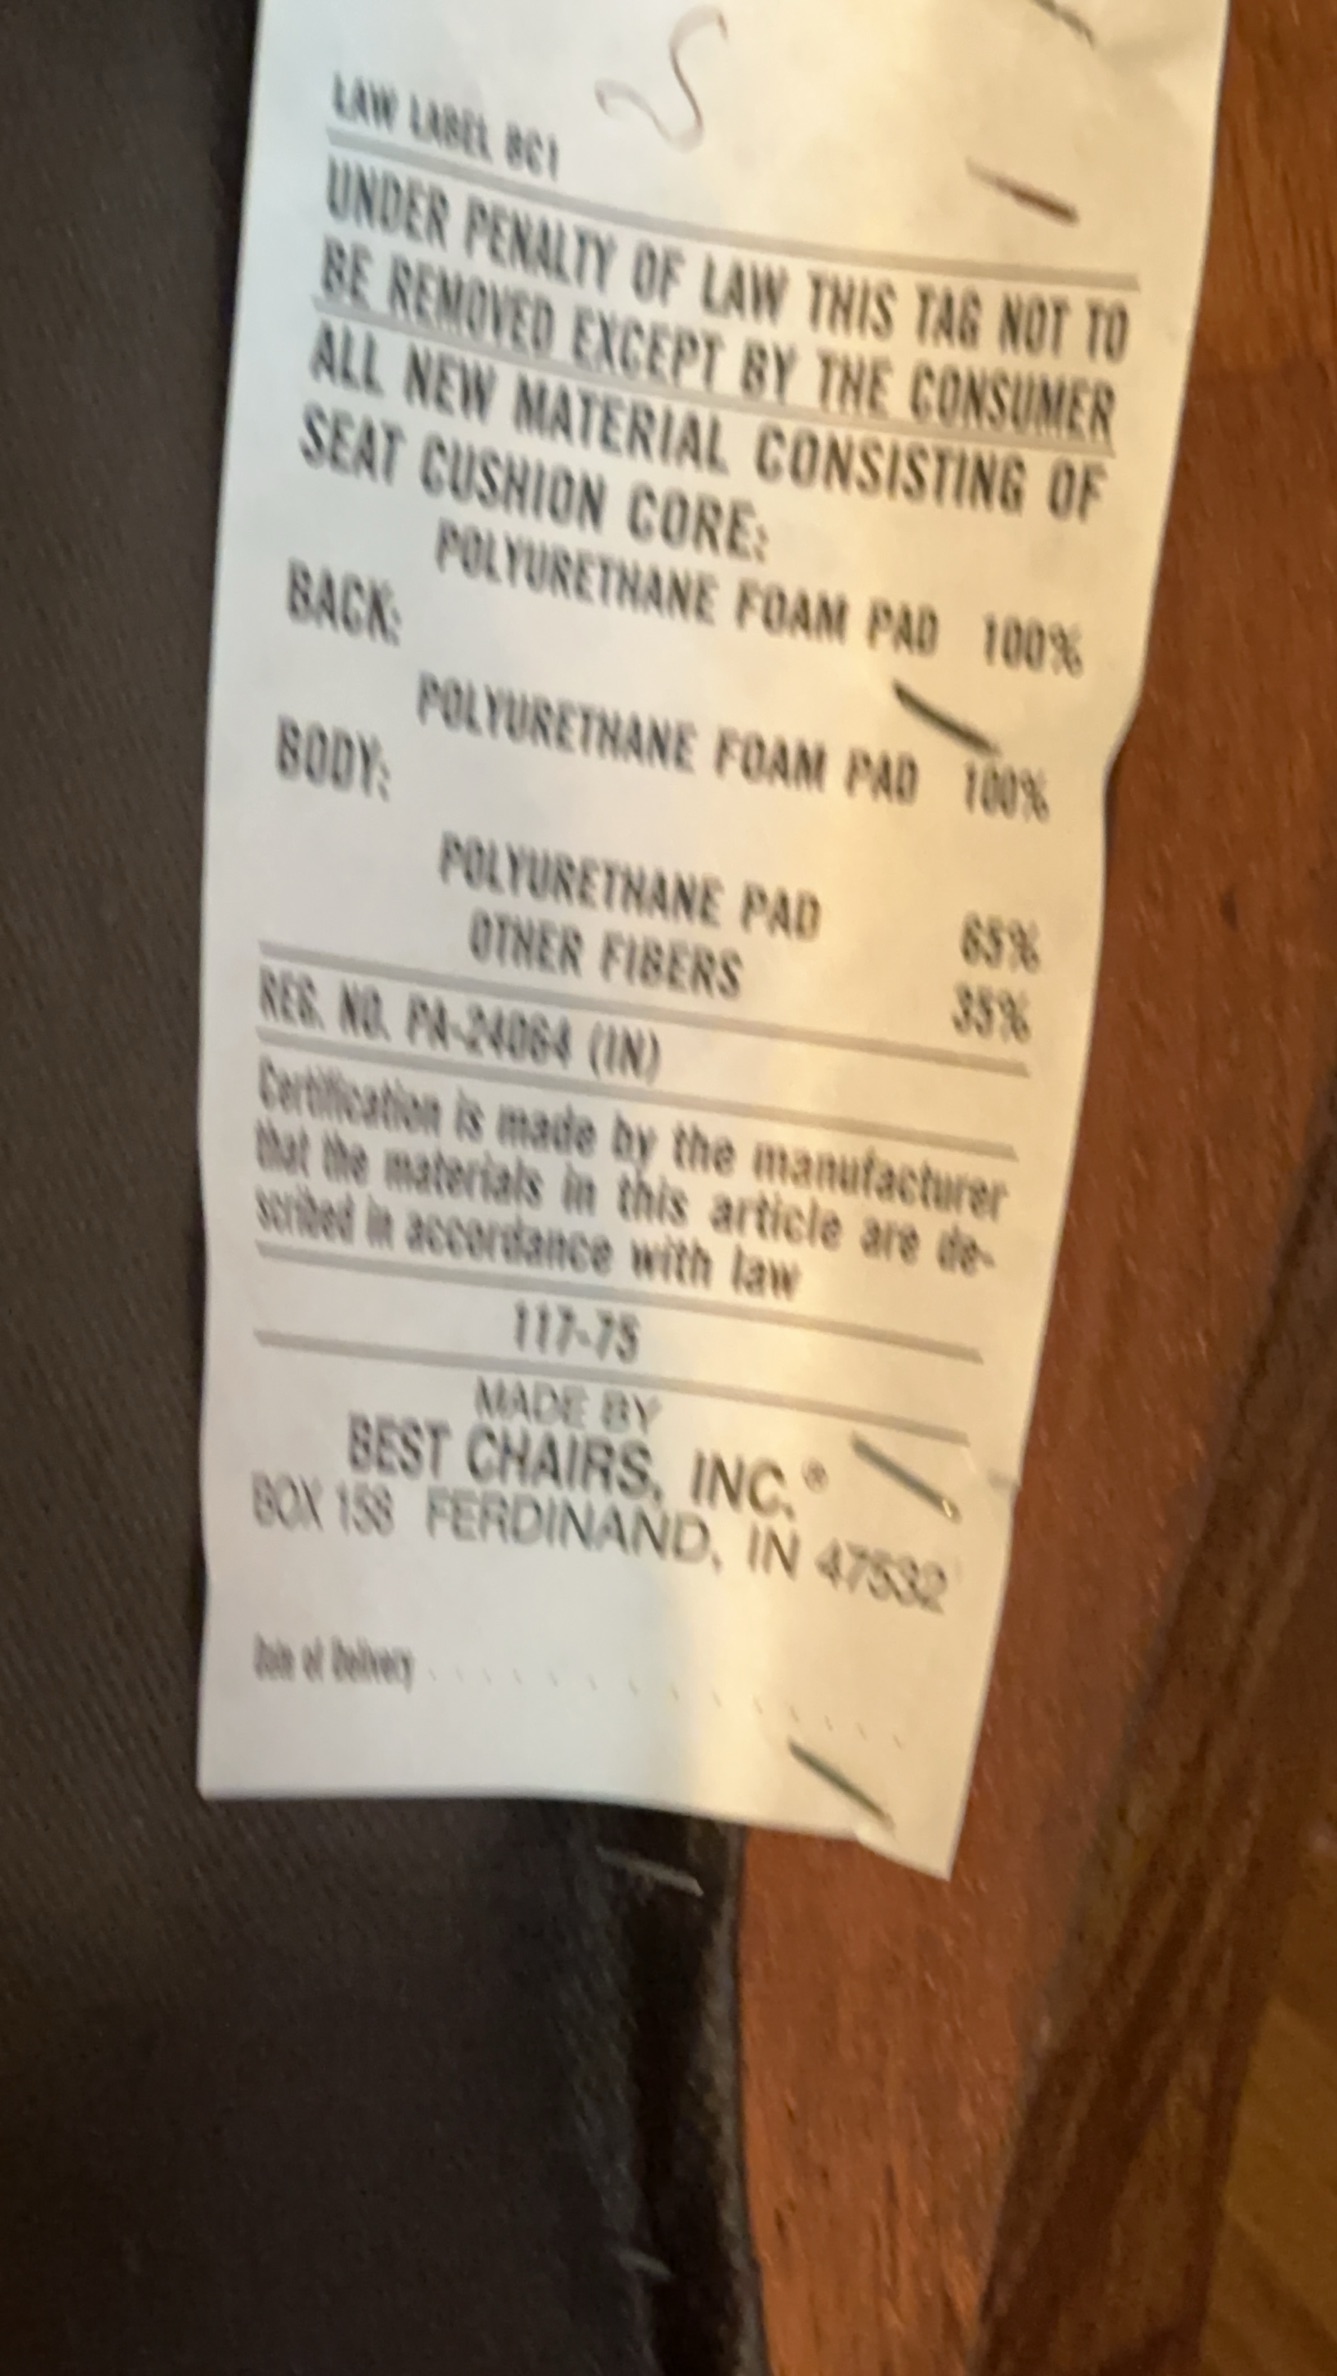 S
LAW LABEL BC1
UNDER PENALTY OF LAW THIS TAG NOT TO
BE REMOVED EXCEPT BY THE CONSUMER
ALL NEW MATERIAL CONSISTING OF
SEAT CUSHION CORE:
POLYURETHANE FOAM PAD 100%
BACK:
POLYURETHANE FOAM PAD 100%
BODY:
POLYURETHANE PAD 65%
OTHER FIBERS 35%
REG. NO. PA-24064 (IN)
Certification is made by the manufacturer
that the materials in this article are de-
scribed in accordance with law
117-75
MADE BY
BEST CHAIRS, INC.®
BOX 158 FERDINAND, IN 47532
Date of Delivery . . . . . . . . . . . .